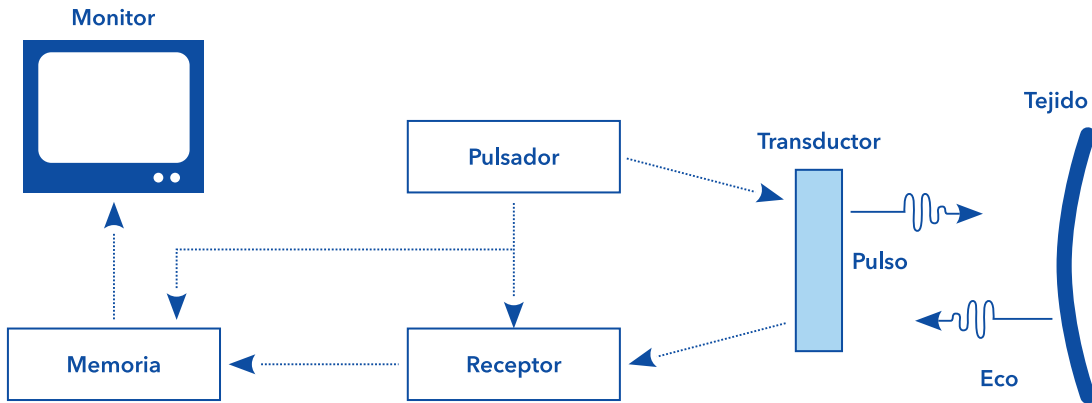 Monitor
Tejido
Transductor
Pulsador
Pulso
Memoria
Receptor
Eco